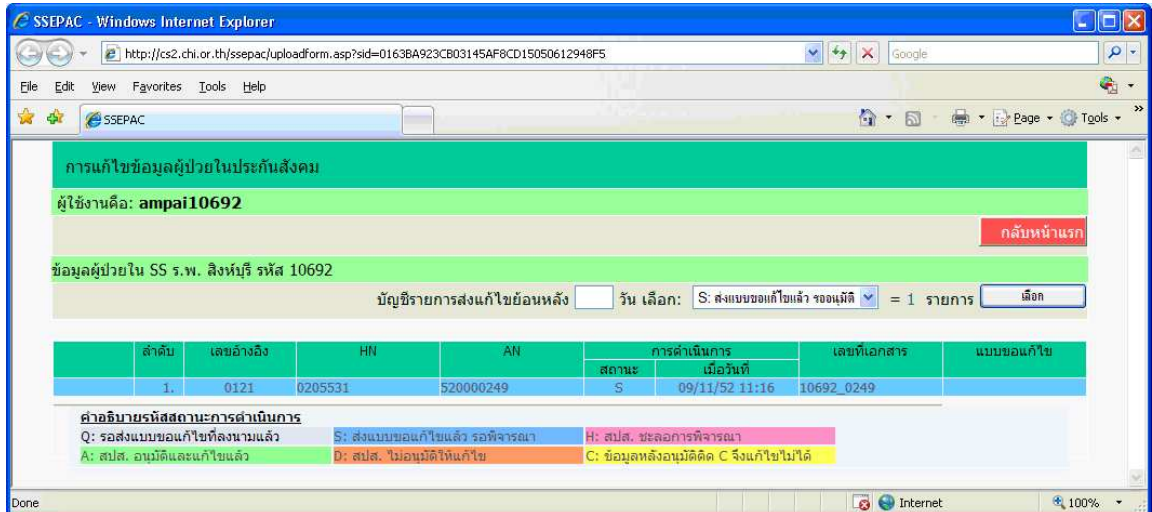 SSEPAC - Windows Internet Explorer
http://cs2.chi.or.th/ssepac/uploadform.asp?sid=0163BA923CB03145AF8CD15050612948F5
Google
File Edit View Favorites Tools Help
SSEPAC
Page Tools
การแก้ไขข้อมูลผู้ป่วยในประกันสังคม
ผู้ใช้งานคือ: ampai10692
กลับหน้าแรก
ข้อมูลผู้ป่วยใน SS ร.พ. สิงห์บุรี รหัส 10692
บัญชีรายการส่งแก้ไขย้อนหลัง วัน เลือก: S: ส่งแบบขอแก้ไขแล้ว รออนุมัติ = 1 รายการ เลือก
ลำดับ เลขอ้างอิง HN AN การดำเนินการ เลขที่เอกสาร แบบขอแก้ไข
สถานะ เมื่อวันที่
1. 0121 0205531 520000249 S 09/11/52 11:16 10692_0249
คำอธิบายรหัสสถานะการดำเนินการ
Q: รอส่งแบบขอแก้ไขที่ลงนามแล้ว S: ส่งแบบขอแก้ไขแล้ว รอพิจารณา H: สปส. ชะลอการพิจารณา
A: สปส. อนุมัติและแก้ไขแล้ว D: สปส. ไม่อนุมัติให้แก้ไข C: ข้อมูลหลังอนุมัติติด C จึงแก้ไขไม่ได้
Done Internet 100%